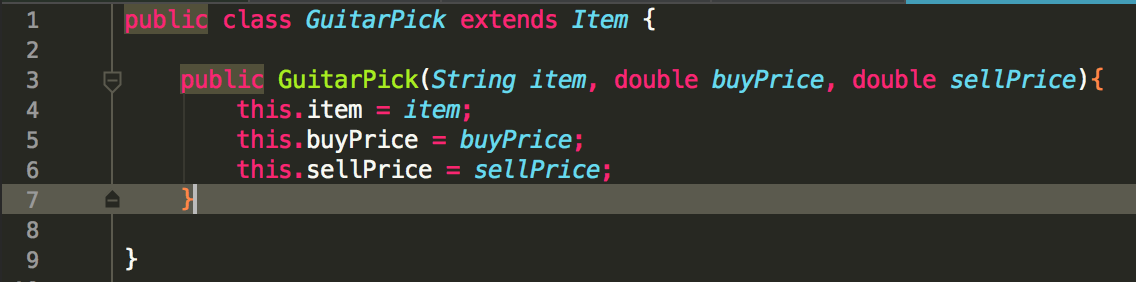 1 public class GuitarPick extends Item {
2
3 public GuitarPick(String item, double buyPrice, double sellPrice){
4 this.item = item;
5 this.buyPrice = buyPrice;
6 this.sellPrice = sellPrice;
7 }
8
9 }